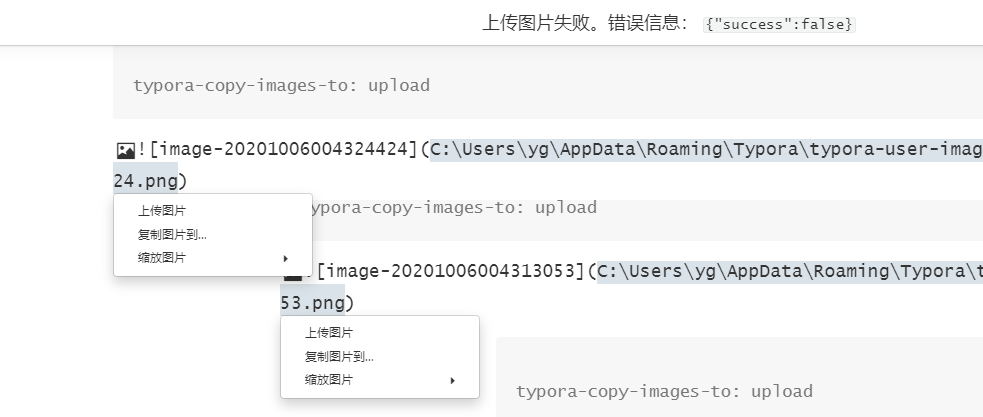 上传图片失败。错误信息： {"success":false}
typora-copy-images-to: upload
![image-20201006004324424](C:\Users\yg\AppData\Roaming\Typora\typora-user-imag
24.png)
上传图片
复制图片到...
缩放图片
ypora-copy-images-to: upload
![image-20201006004313053](C:\Users\yg\AppData\Roaming\Typora\t
53.png)
上传图片
复制图片到...
缩放图片
typora-copy-images-to: upload